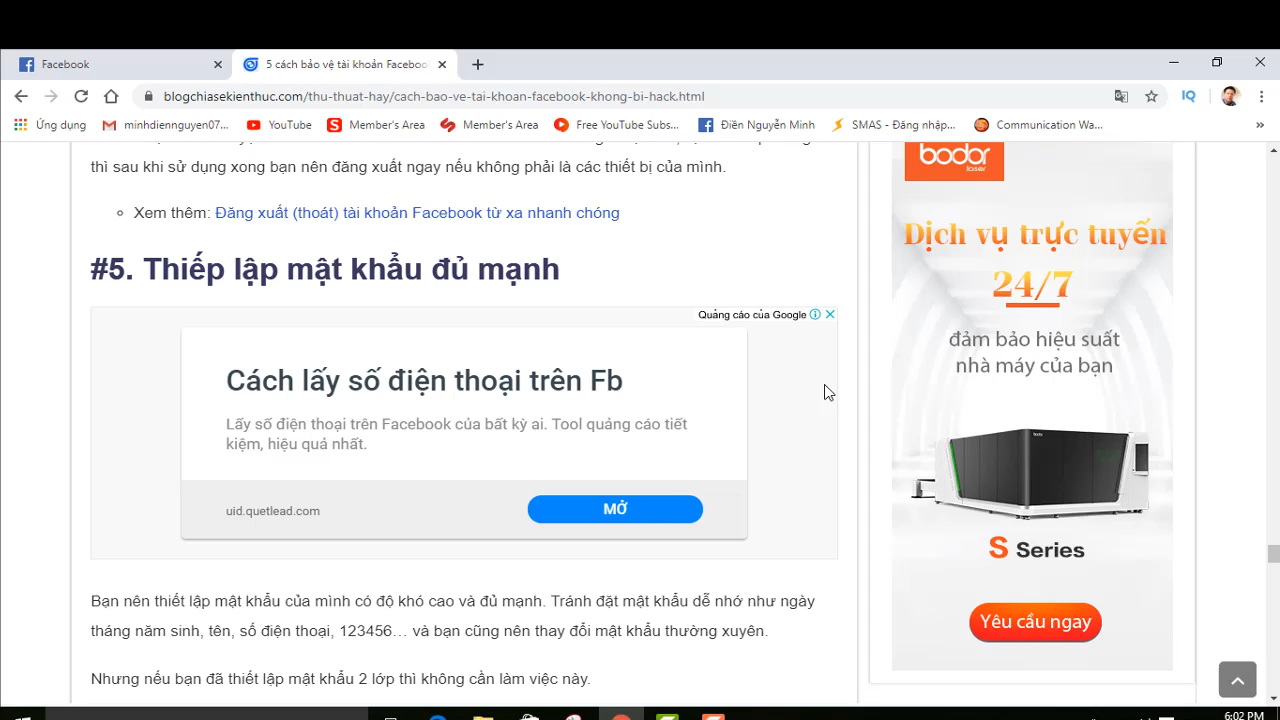 Facebook
5 cách bảo vệ tài khoản Faceboo
blogchiasekienthuc.com/thu-thuat-hay/cach-bao-ve-tai-khoan-facebook-khong-bi-hack.html
IQ
Ứng dụng
minhdiennguyen07...
YouTube
Member's Area
Member's Area
Free YouTube Subs...
Điền Nguyễn Minh
SMAS - Đăng nhập...
Communication Wa...
»
thì sau khi sử dụng xong bạn nên đăng xuất ngay nếu không phải là các thiết bị của mình.
Xem thêm: Đăng xuất (thoát) tài khoản Facebook từ xa nhanh chóng
#5. Thiếp lập mật khẩu đủ mạnh
Quảng cáo của Google
Cách lấy số điện thoại trên Fb
Lấy số điện thoại trên Facebook của bất kỳ ai. Tool quảng cáo tiết
kiệm, hiệu quả nhất.
uid.quetlead.com
MỞ
Bạn nên thiết lập mật khẩu của mình có độ khó cao và đủ mạnh. Tránh đặt mật khẩu dễ nhớ như ngày
tháng năm sinh, tên, số điện thoại, 123456… và bạn cũng nên thay đổi mật khẩu thường xuyên.
Nhưng nếu bạn đã thiết lập mật khẩu 2 lớp thì không cần làm việc này.
bodor
laser
Dịch vụ trực tuyến
24/7
đảm bảo hiệu suất
nhà máy của bạn
bodor
S Series
Yêu cầu ngay
6:02 PM